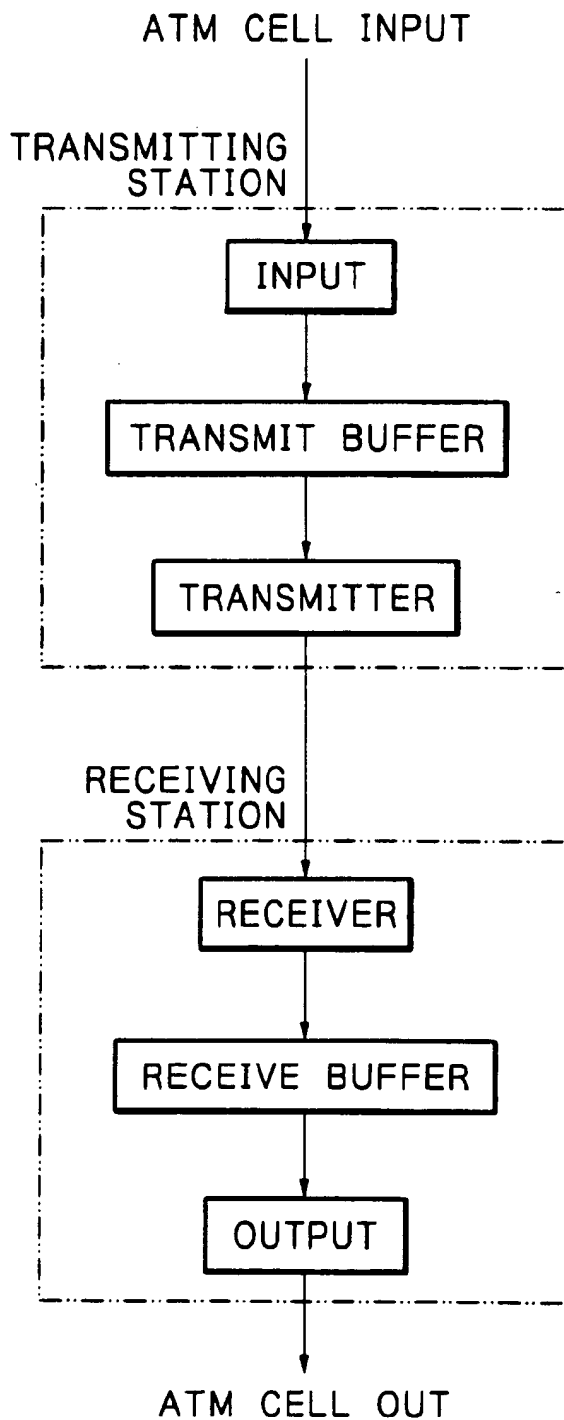 ATM CELL INPUT
TRANSMITTING
STATION
INPUT
TRANSMIT BUFFER
TRANSMITTER
RECEIVING
STATION
RECEIVER
RECEIVE BUFFER
OUTPUT
ATM CELL OUT